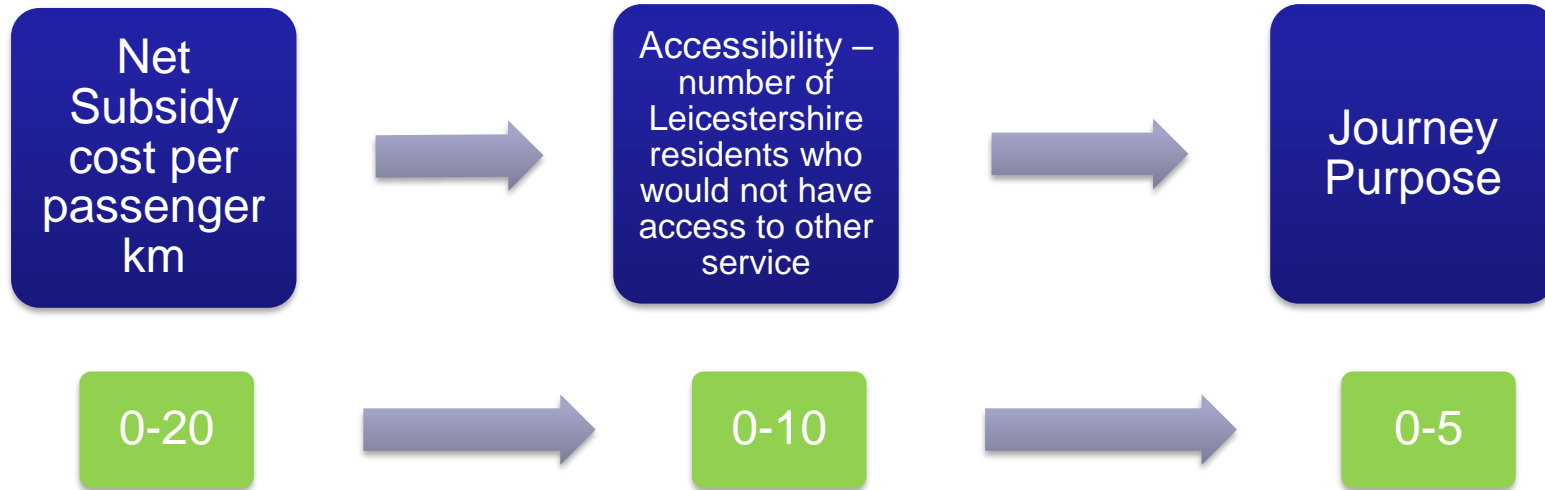 Net
Subsidy
cost per
passenger
km
Accessibility –
number of
Leicestershire
residents who
would not have
access to other
service
Journey
Purpose
0-20
0-10
0-5